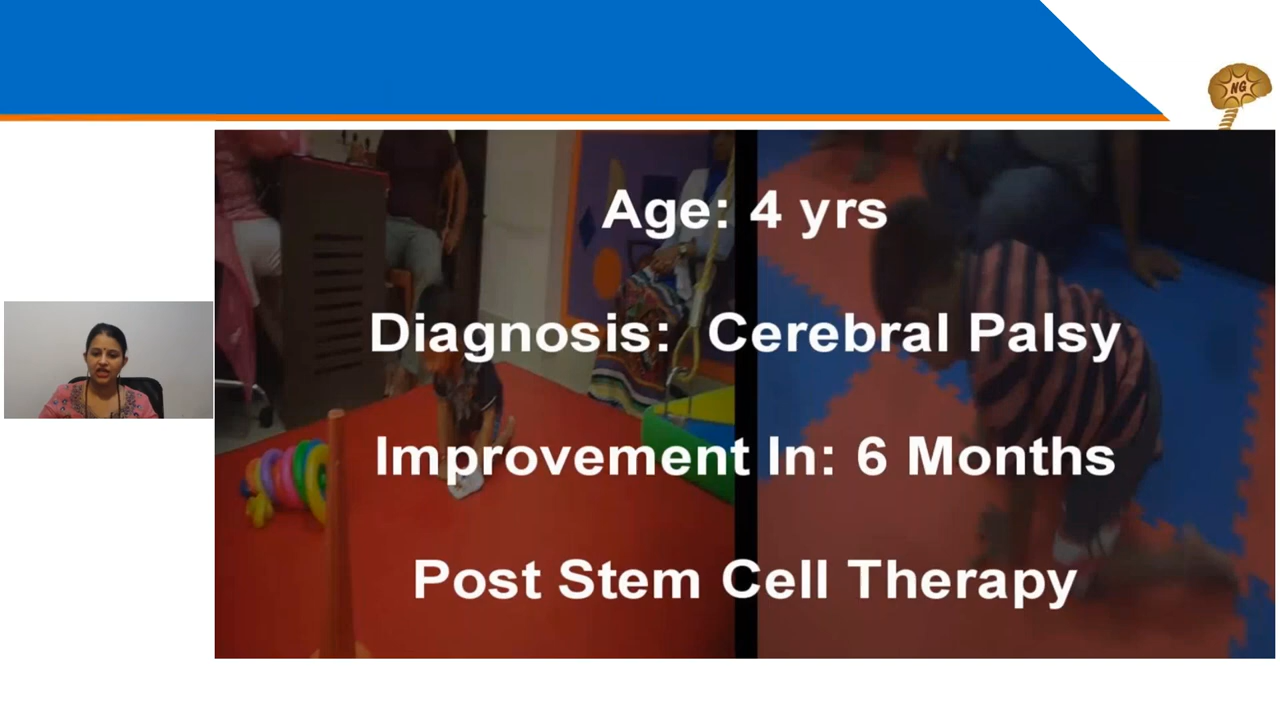 NG
Age: 4 yrs
Diagnosis: Cerebral Palsy
Improvement In: 6 Months
Post Stem Cell Therapy